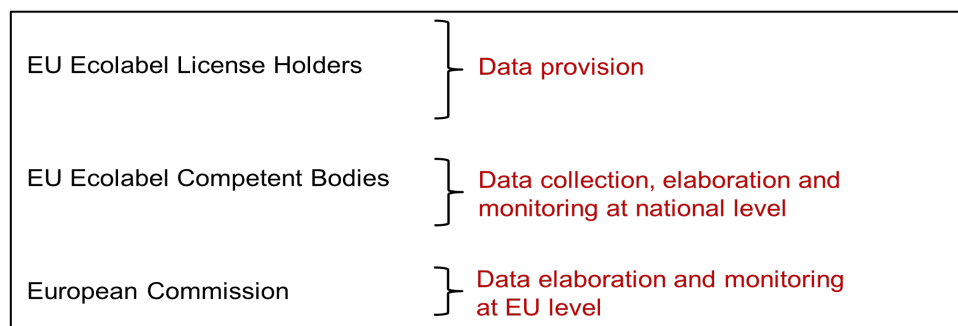 EU Ecolabel License Holders
Data provision
EU Ecolabel Competent Bodies
Data collection, elaboration and
monitoring at national level
European Commission
Data elaboration and monitoring
at EU level